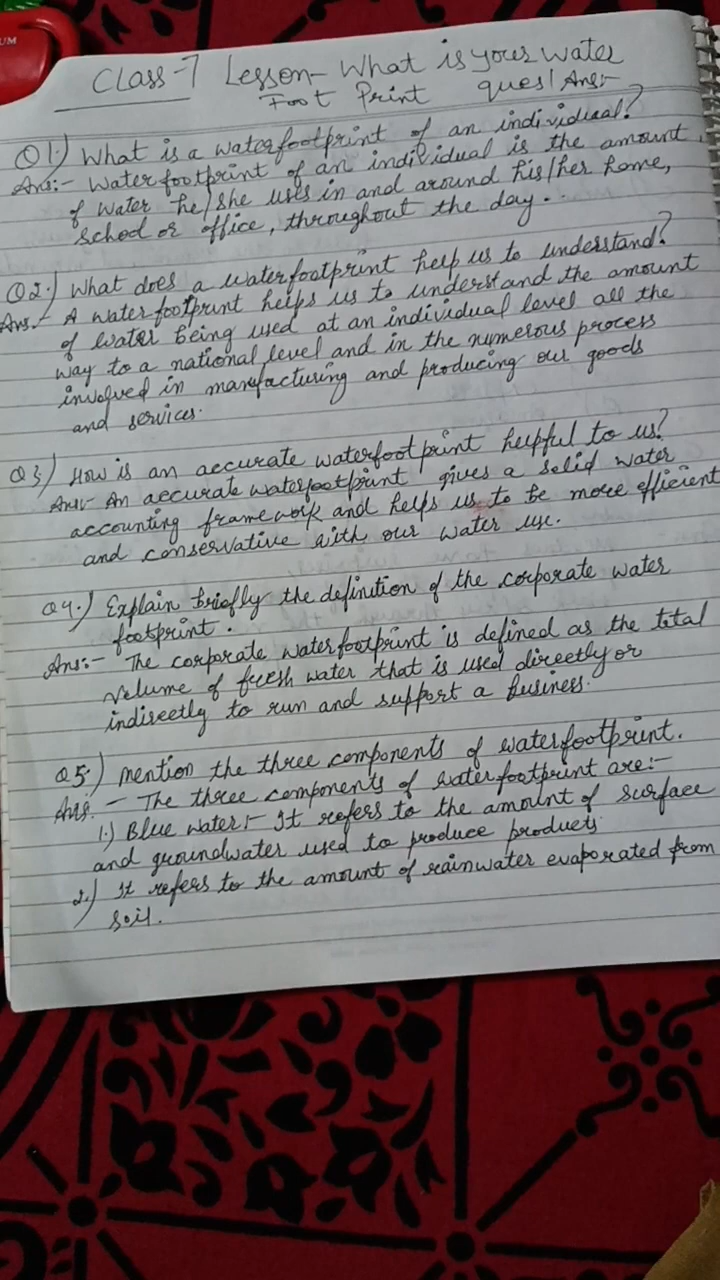 UM
Class-7 Lesson- What is your Water
Foot Print ques/Ans:-
Q1.) What is a waterfootprint of an individual?
Ans:- Waterfootprint of an individual is the amount
of water he/she uses in and around his/her home,
school or office, throughout the day...
Q2.) What does a waterfootprint help us to understand?
Ans.- A waterfootprint helps us to understand the amount
of water being used at an individual level all the
way to a national level and in the numerous process
involved in manufacturing and producing our goods
and services.
Q3) How is an accurate waterfootprint helpful to us?
Ans- An accurate waterfootprint gives a solid water
accounting framework and helps us to be more efficient
and conservative with our water use.
Q4.) Explain briefly the definition of the corporate water
footprint.
Ans:- The corporate waterfootprint is defined as the total
volume of fresh water that is used directly or
indirectly to run and support a business.
Q5.) Mention the three components of waterfootprint.
Ans.- The three components of waterfootprint are:-
1.) Blue water:- It refers to the amount of surface
and groundwater used to produce products
2.) It refers to the amount of rainwater evaporated from
soil.